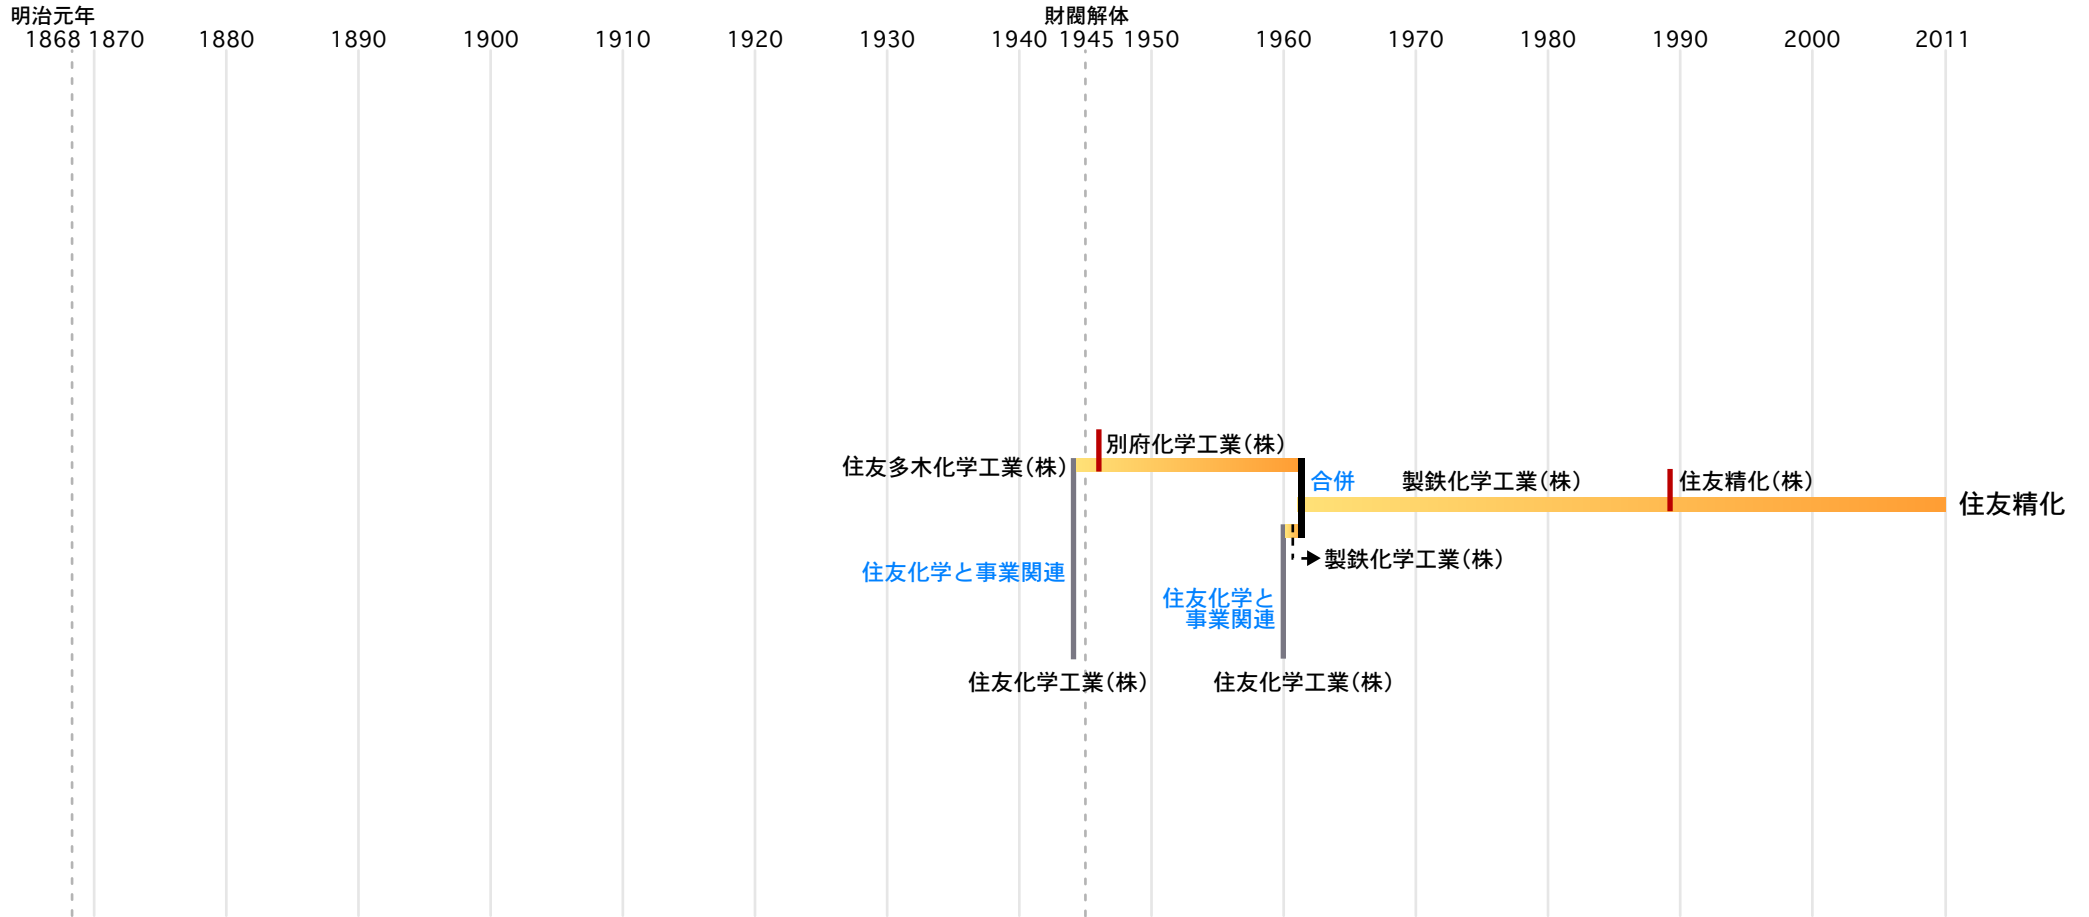 明治元年
財閥解体
1868 1870 1880 1890 1900 1910 1920 1930 1940 1945 1950 1960 1970 1980 1990 2000 2011
別府化学工業(株)
住友多木化学工業(株)
合併
製鉄化学工業(株)
住友精化(株)
住友精化
製鉄化学工業(株)
住友化学と事業関連
住友化学と
事業関連
住友化学工業(株)
住友化学工業(株)